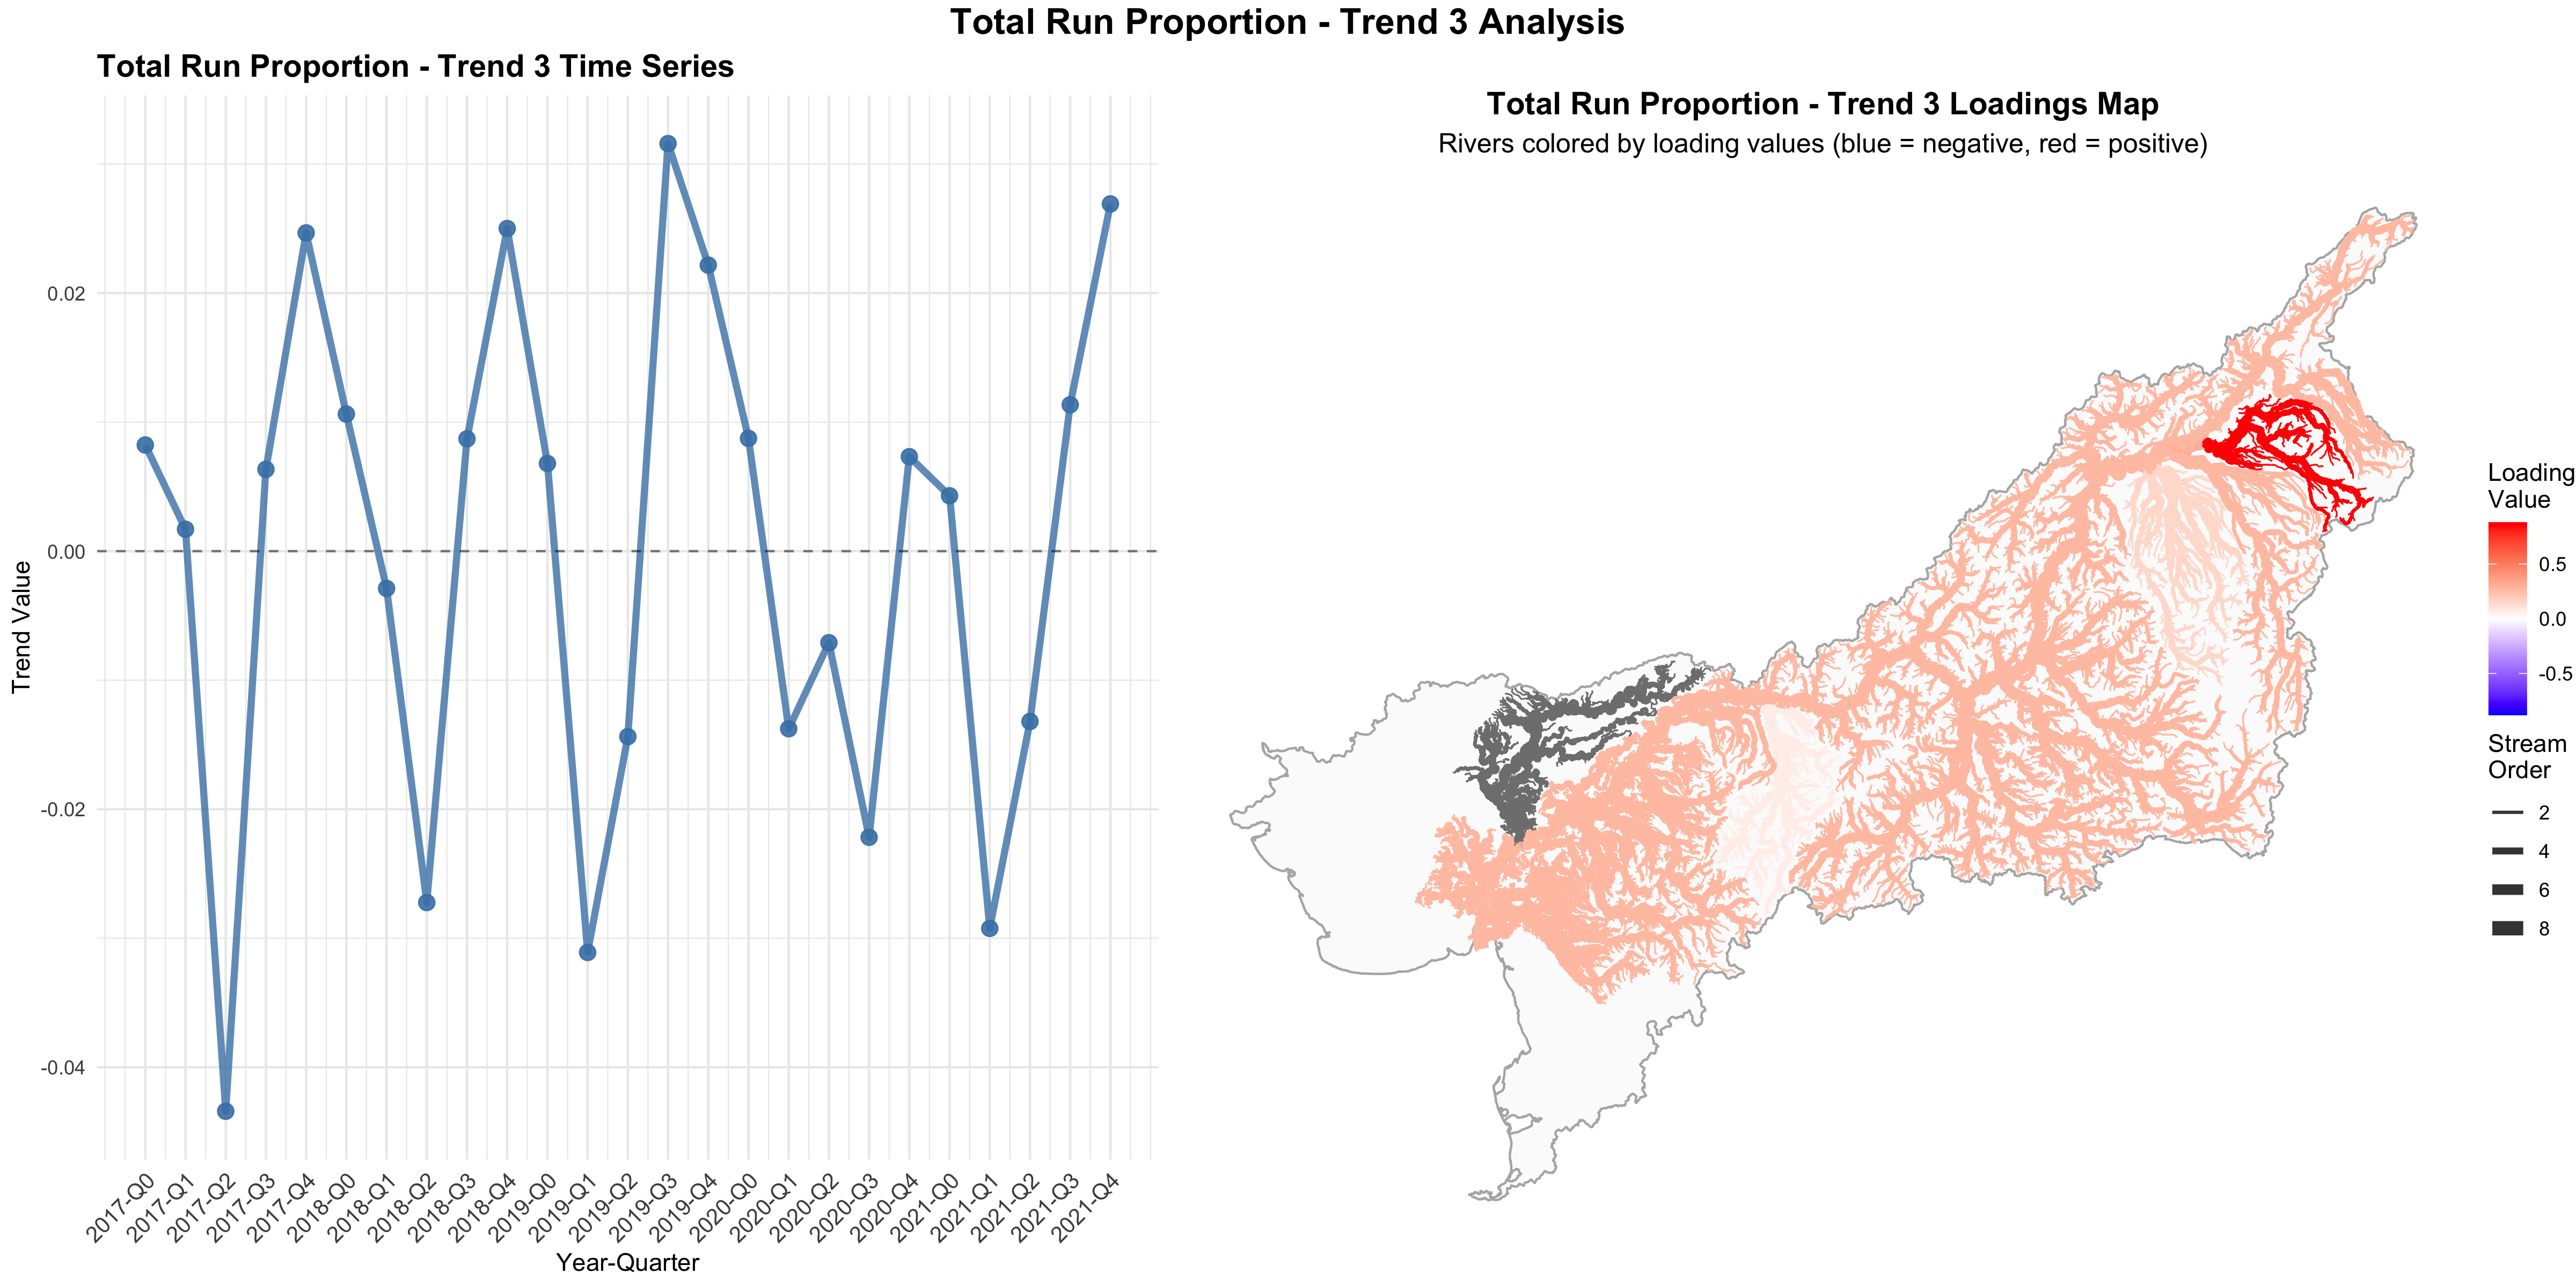 Total Run Proportion - Trend 3 Analysis
Total Run Proportion - Trend 3 Time Series
Trend Value
0.02
0.00
-0.02
-0.04
2017-Q0
2017-Q1
2017-Q2
2017-Q3
2017-Q4
2018-Q0
2018-Q1
2018-Q2
2018-Q3
2018-Q4
2019-Q0
2019-Q1
2019-Q2
2019-Q3
2019-Q4
2020-Q0
2020-Q1
2020-Q2
2020-Q3
2020-Q4
2021-Q0
2021-Q1
2021-Q2
2021-Q3
2021-Q4
Year-Quarter
Total Run Proportion - Trend 3 Loadings Map
Rivers colored by loading values (blue = negative, red = positive)
Loading
Value
0.5
0.0
-0.5
Stream
Order
2
4
6
8